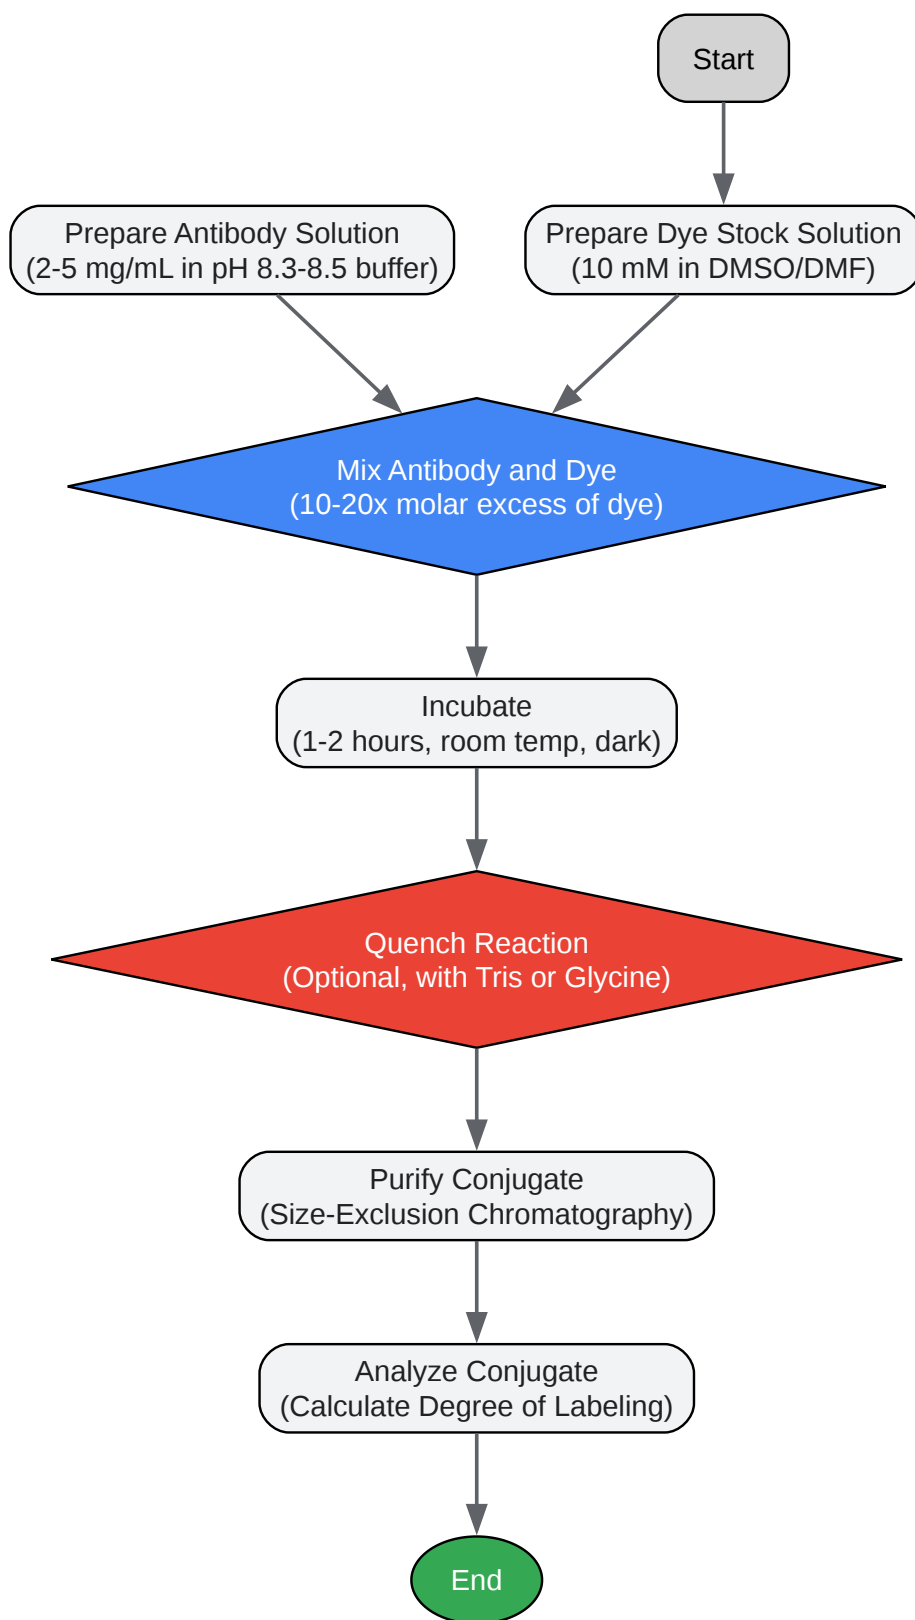 Start
Prepare Antibody Solution
(2-5 mg/mL in pH 8.3-8.5 buffer)
Prepare Dye Stock Solution
(10 mM in DMSO/DMF)
Mix Antibody and Dye
(10-20x molar excess of dye)
Incubate
(1-2 hours, room temp, dark)
Quench Reaction
(Optional, with Tris or Glycine)
Purify Conjugate
(Size-Exclusion Chromatography)
Analyze Conjugate
(Calculate Degree of Labeling)
End